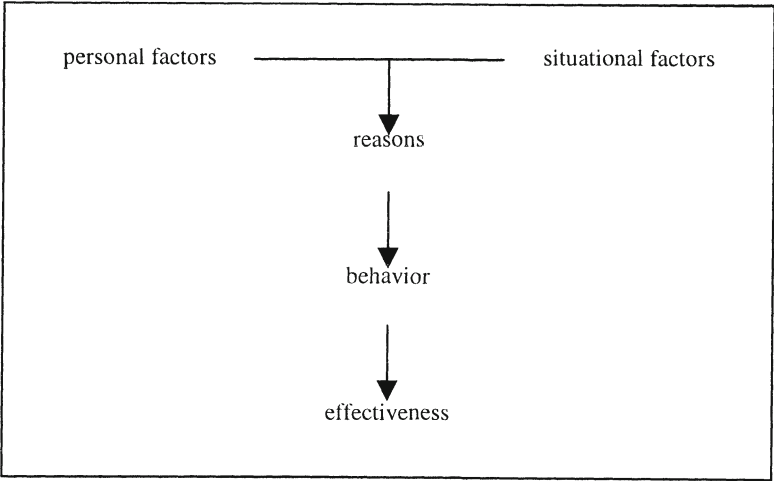 personal factors situational factors
reasons
behavior
effectiveness